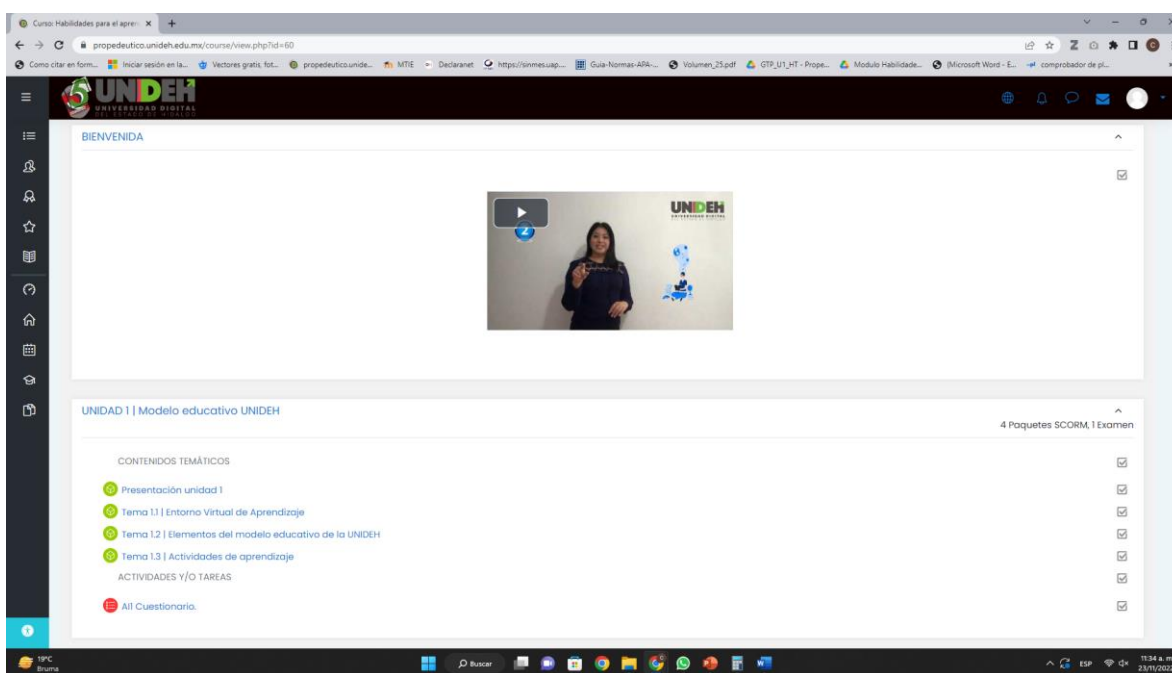 Curso: Habilidades para el apren
propedeutico.unideh.edu.mx/course/view.php?id=60
Como citar en form... Iniciar sesión en la... Vectores gratis, fot... propedeutico.unide... MTIE Declaranet https://sinmes.uap... Guia-Normas-APA-... Volumen_25.pdf GTP_U1_HT - Prope... Modulo Habilidade... (Microsoft Word - E... comprobador de pl...
5 UNIDEH
UNIVERSIDAD DIGITAL
DEL ESTADO DE HIDALGO
BIENVENIDA
UNIDEH
UNIVERSIDAD DIGITAL
UNIDAD 1 | Modelo educativo UNIDEH
4 Paquetes SCORM, 1 Examen
CONTENIDOS TEMÁTICOS
Presentación unidad 1
Tema 1.1 | Entorno Virtual de Aprendizaje
Tema 1.2 | Elementos del modelo educativo de la UNIDEH
Tema 1.3 | Actividades de aprendizaje
ACTIVIDADES Y/O TAREAS
AI1 Cuestionario.
19°C
Bruma
Buscar
ESP
11:34 a. m.
23/11/2022